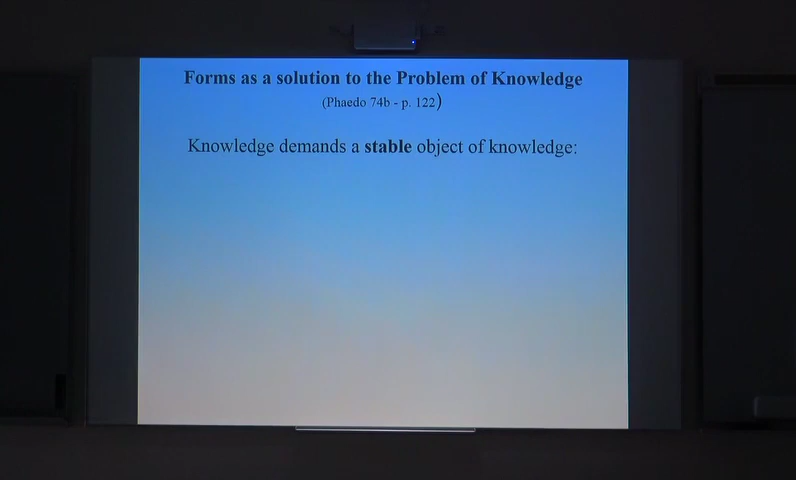 Forms as a solution to the Problem of Knowledge
(Phaedo 74b - p. 122)
Knowledge demands a stable object of knowledge: